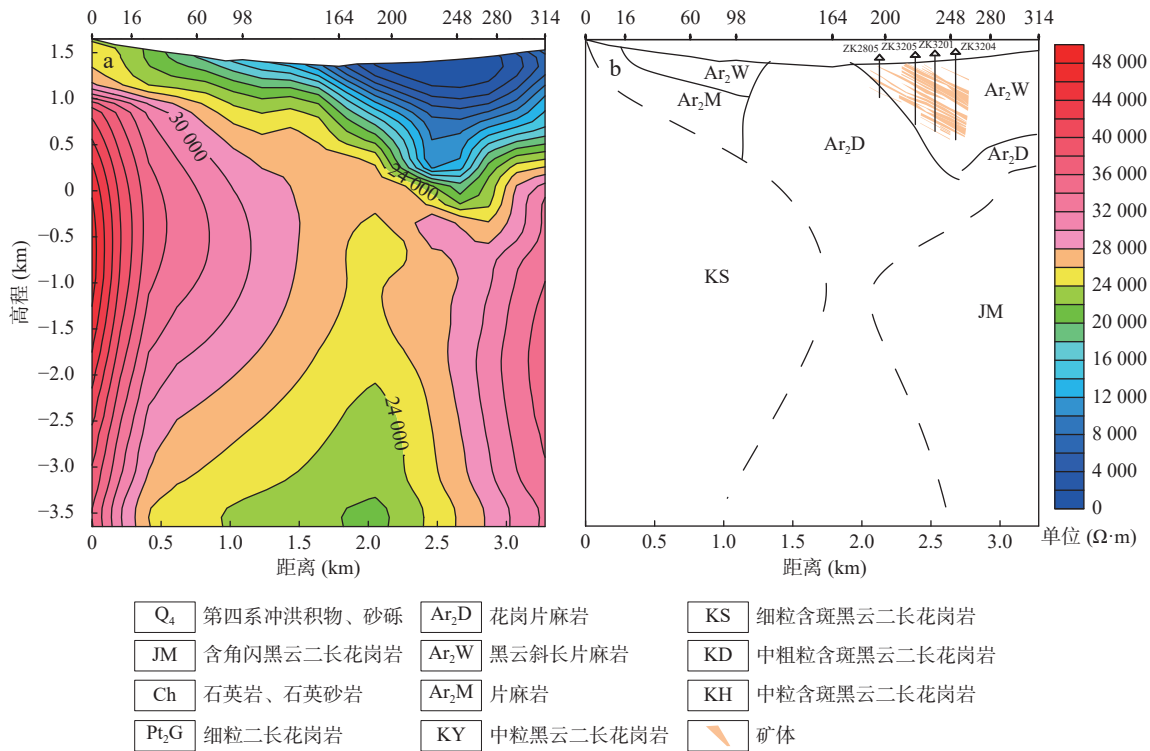 0 16 60 98 164 200 248 280 314
a
1.5
1.0
0.5
0
−0.5
−1.0
−1.5
−2.0
−2.5
−3.0
−3.5
高程 (km)
30 000
24 000
24 000
0 0.5 1.0 1.5 2.0 2.5 3.0
距离 (km)
0 16 60 98 164 200 248 280 314
b
ZK2805 ZK3205 ZK3201 ZK3204
Ar₂W
Ar₂M
Ar₂W
Ar₂D
Ar₂D
KS
JM
0 0.5 1.0 1.5 2.0 2.5 3.0
距离 (km)
48 000
44 000
40 000
36 000
32 000
28 000
24 000
20 000
16 000
12 000
8 000
4 000
0
单位 (Ω·m)
Q₄ 第四系冲洪积物、砂砾
JM 含角闪黑云二长花岗岩
Ch 石英岩、石英砂岩
Pt₂G 细粒二长花岗岩
Ar₂D 花岗片麻岩
Ar₂W 黑云斜长片麻岩
Ar₂M 片麻岩
KY 中粒黑云二长花岗岩
KS 细粒含斑黑云二长花岗岩
KD 中粗粒含斑黑云二长花岗岩
KH 中粒含斑黑云二长花岗岩
矿体